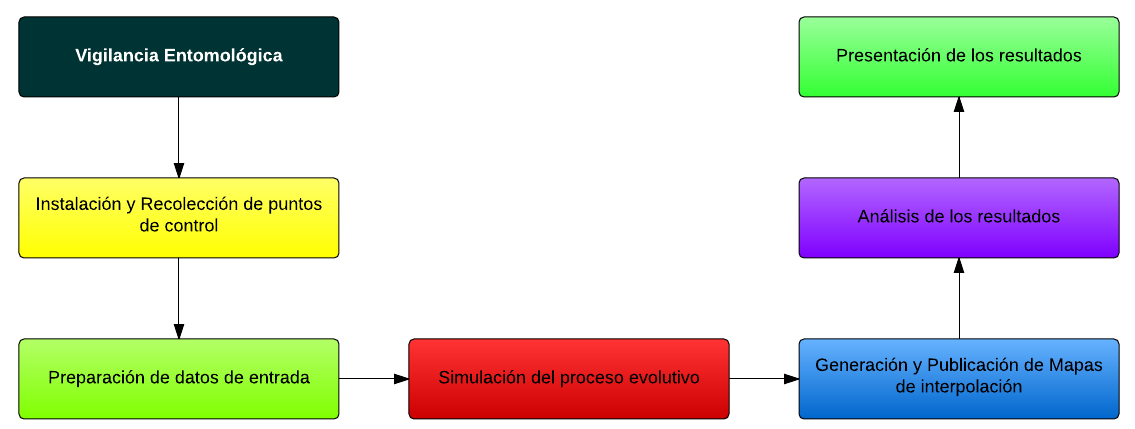 Vigilancia Entomológica
Instalación y Recolección de puntos
de control
Preparación de datos de entrada
Simulación del proceso evolutivo
Generación y Publicación de Mapas
de interpolación
Análisis de los resultados
Presentación de los resultados